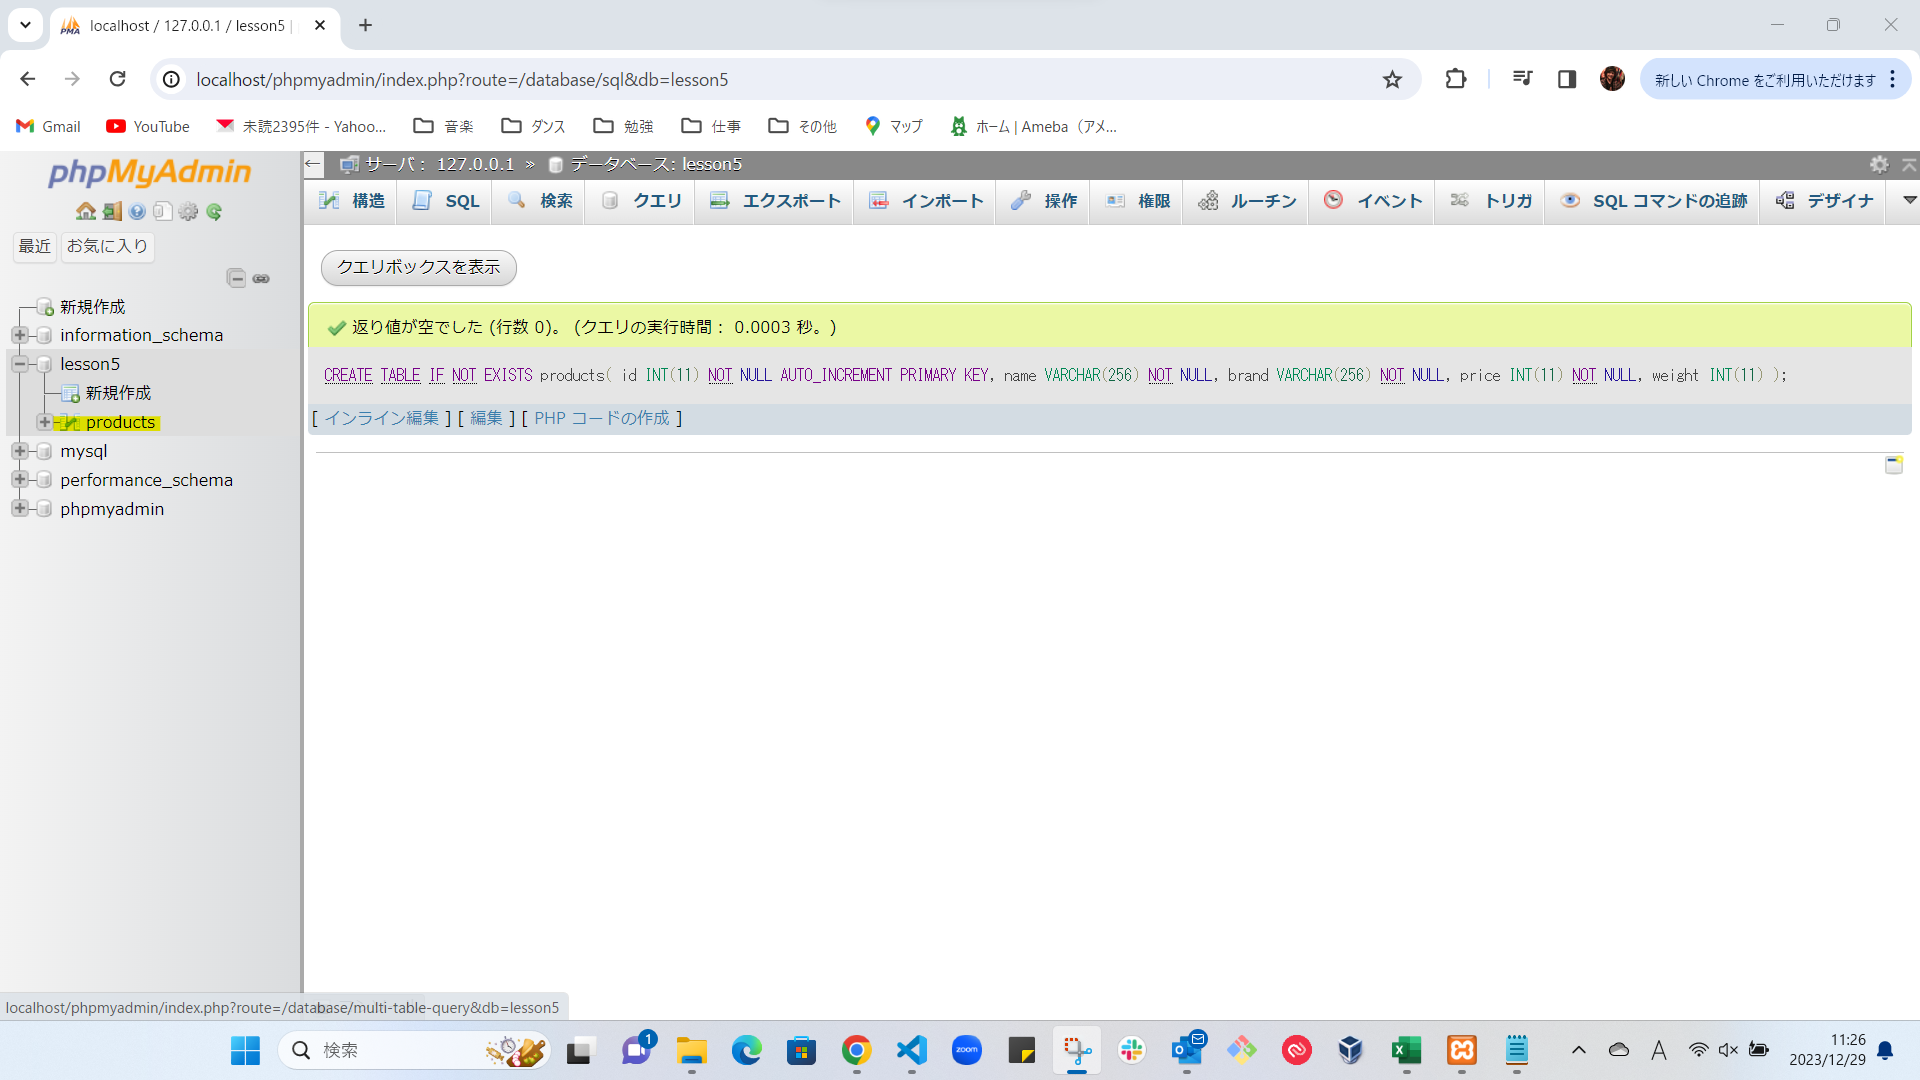 localhost / 127.0.0.1 / lesson5 |
localhost/phpmyadmin/index.php?route=/database/sql&db=lesson5
新しい Chrome をご利用いただけます
Gmail
YouTube
未読2395件 - Yahoo...
音楽
ダンス
勉強
仕事
その他
マップ
ホーム | Ameba（アメ...
phpMyAdmin
最近
お気に入り
新規作成
information_schema
lesson5
新規作成
products
mysql
performance_schema
phpmyadmin
サーバ： 127.0.0.1 » データベース: lesson5
構造
SQL
検索
クエリ
エクスポート
インポート
操作
権限
ルーチン
イベント
トリガ
SQL コマンドの追跡
デザイナ
クエリボックスを表示
返り値が空でした (行数 0)。 (クエリの実行時間： 0.0003 秒。)
CREATE TABLE IF NOT EXISTS products( id INT(11) NOT NULL AUTO_INCREMENT PRIMARY KEY, name VARCHAR(256) NOT NULL, brand VARCHAR(256) NOT NULL, price INT(11) NOT NULL, weight INT(11) );
[ インライン編集 ] [ 編集 ] [ PHP コードの作成 ]
localhost/phpmyadmin/index.php?route=/database/multi-table-query&db=lesson5
検索
1
zoom
A
11:26
2023/12/29